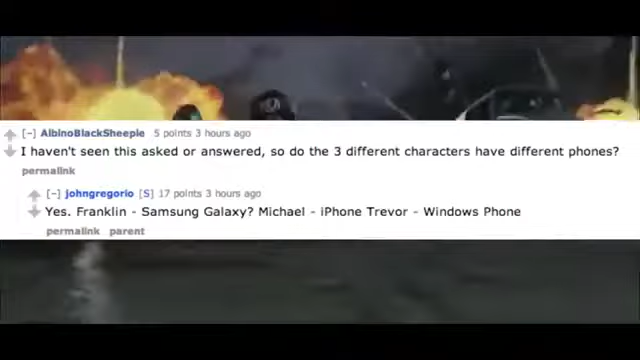 [–] AlbinoBlackSheepie 5 points 3 hours ago
I haven't seen this asked or answered, so do the 3 different characters have different phones?
permalink
[–] johngregorio [S] 17 points 3 hours ago
Yes. Franklin - Samsung Galaxy? Michael - iPhone Trevor - Windows Phone
permalink parent